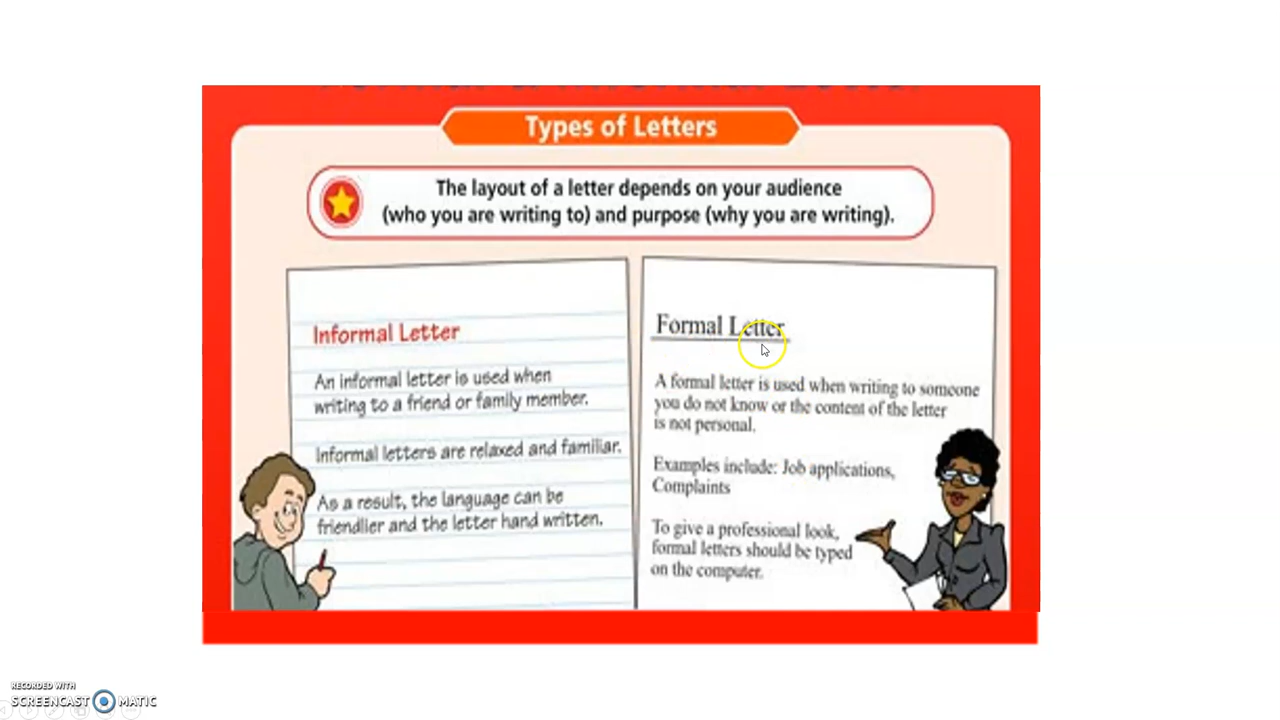 Types of Letters
The layout of a letter depends on your audience
(who you are writing to) and purpose (why you are writing).
Informal Letter
An informal letter is used when
writing to a friend or family member.
Informal letters are relaxed and familiar.
As a result, the language can be
friendlier and the letter hand written.
Formal Letter
A formal letter is used when writing to someone
you do not know or the content of the letter
is not personal.
Examples include: Job applications,
Complaints
To give a professional look,
formal letters should be typed
on the computer.
RECORDED WITH
SCREENCAST MATIC